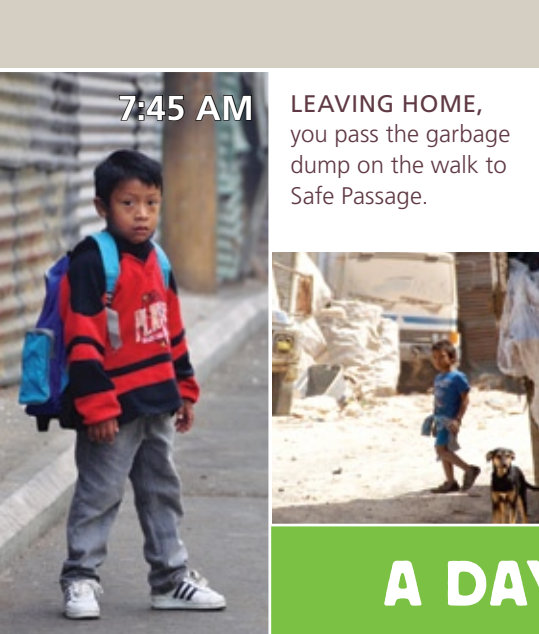 7:45 AM
LEAVING HOME,
you pass the garbage
dump on the walk to
Safe Passage.
A DAY